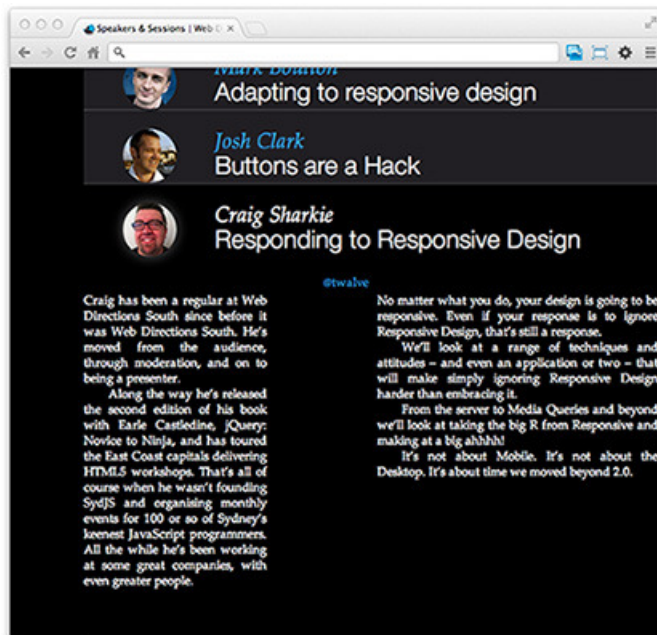 Speakers & Sessions | Web D
Mark Boulton
Adapting to responsive design
Josh Clark
Buttons are a Hack
Craig Sharkie
Responding to Responsive Design
@twalve
Craig has been a regular at Web
Directions South since before it
was Web Directions South. He's
moved from the audience,
through moderation, and on to
being a presenter.
Along the way he's released
the second edition of his book
with Earle Castledine, jQuery:
Novice to Ninja, and has toured
the East Coast capitals delivering
HTML5 workshops. That's all of
course when he wasn't founding
SydJS and organising monthly
events for 100 or so of Sydney's
keenest JavaScript programmers.
All the while he's been working
at some great companies, with
even greater people.
No matter what you do, your design is going to be
responsive. Even if your response is to ignore
Responsive Design, that's still a response.
We'll look at a range of techniques and
attitudes – and even an application or two – that
will make simply ignoring Responsive Design
harder than embracing it.
From the server to Media Queries and beyond
we'll look at taking the big R from Responsive and
making at a big ahhhh!
It's not about Mobile. It's not about the
Desktop. It's about time we moved beyond 2.0.